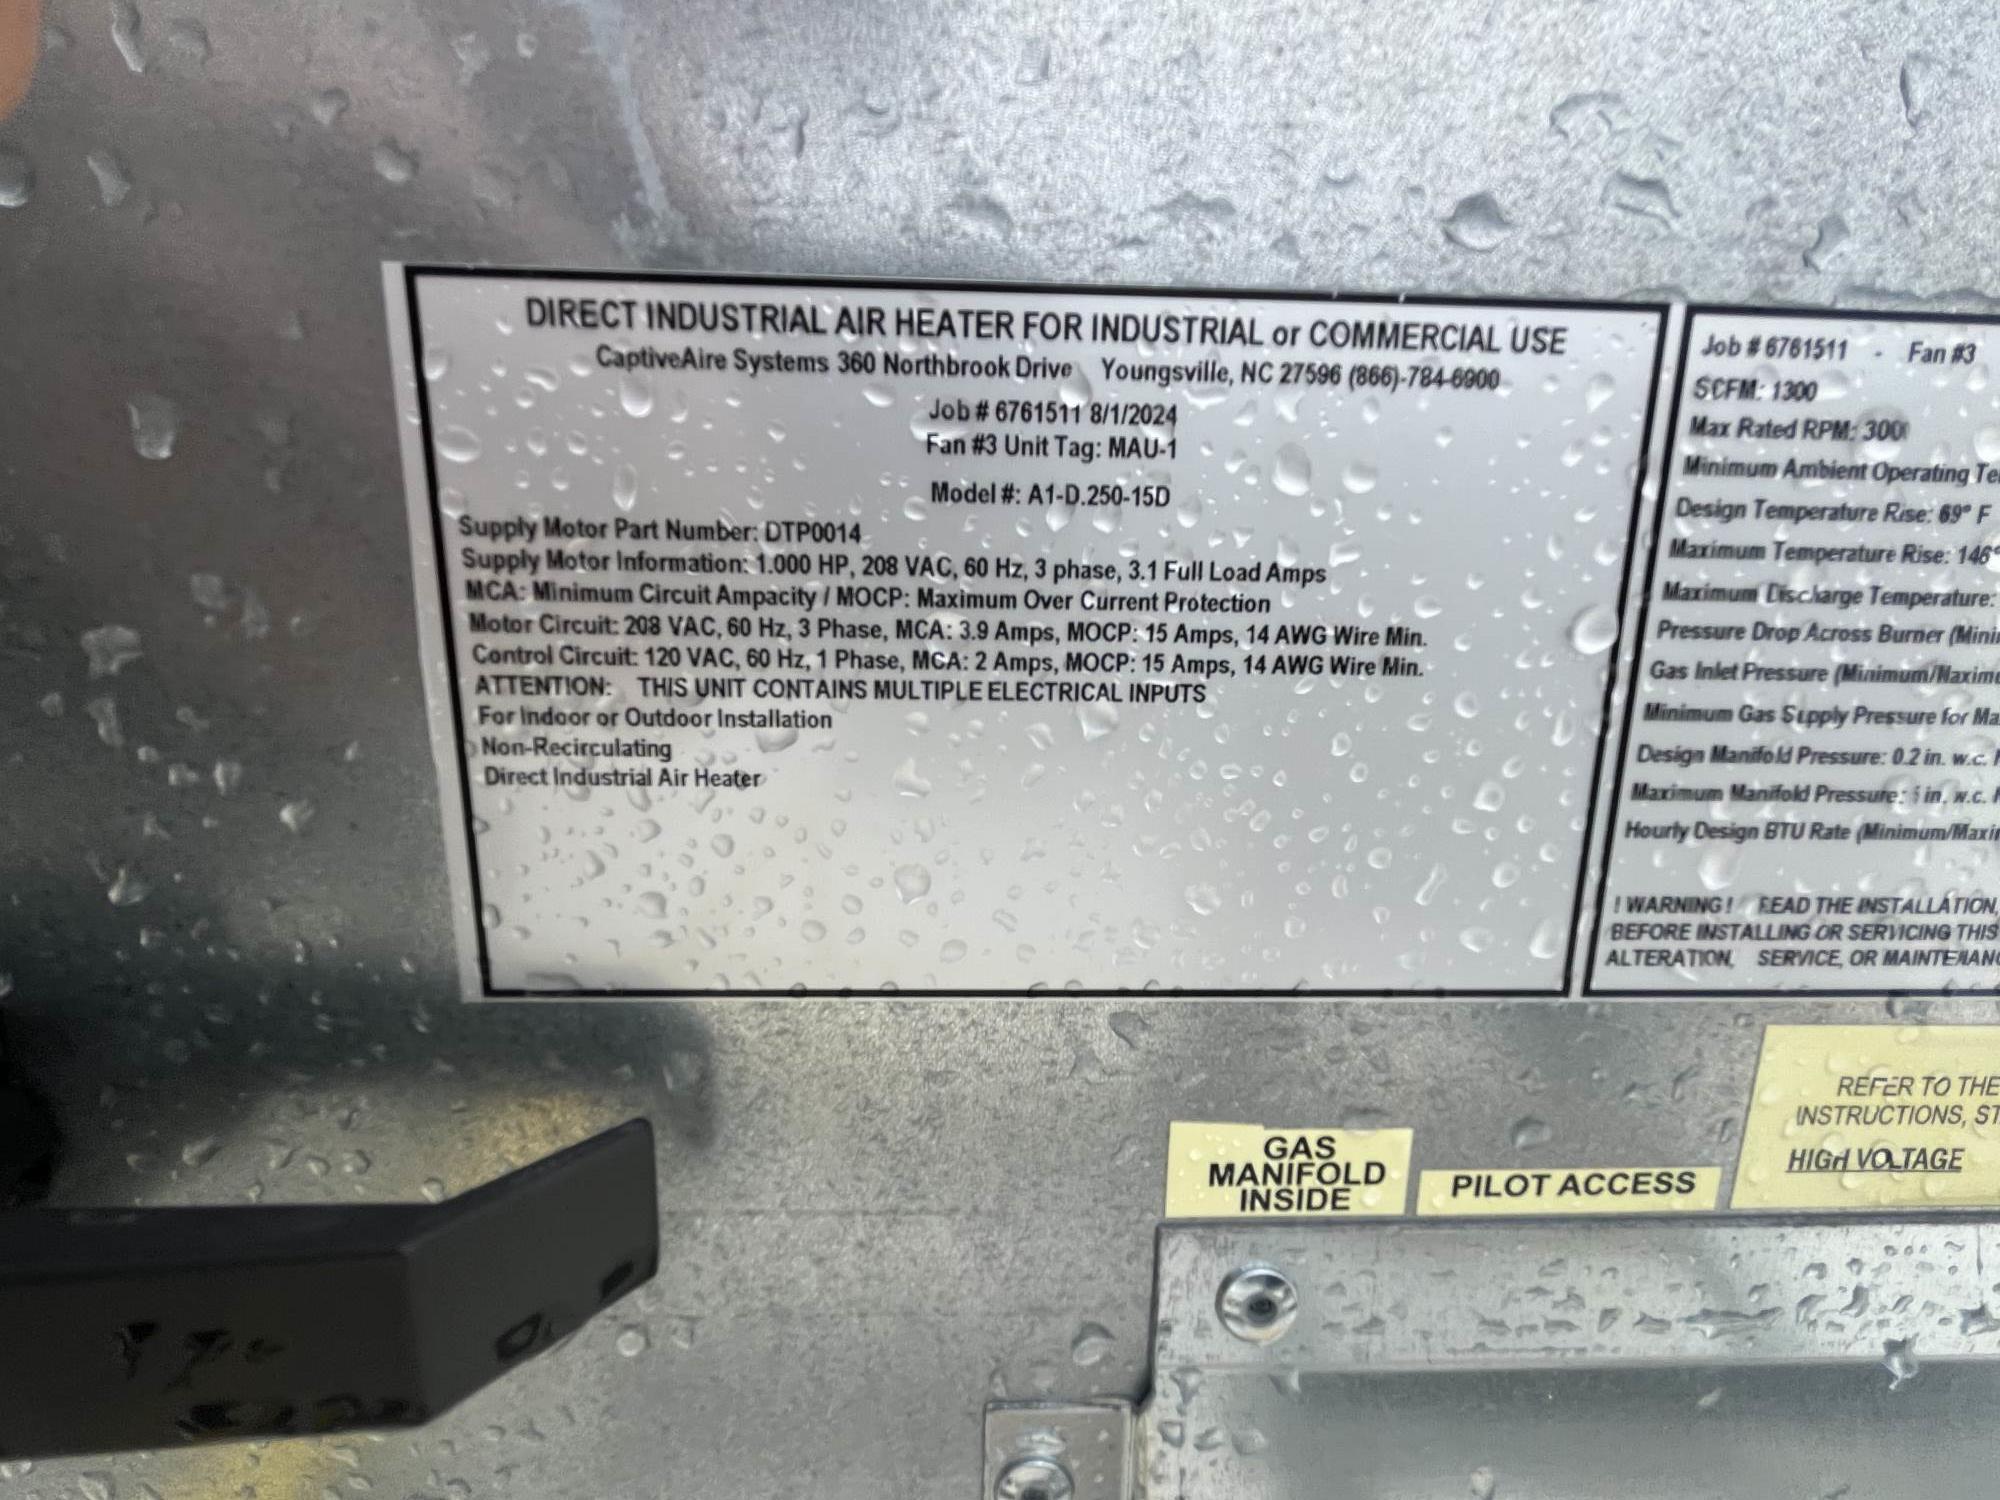 DIRECT INDUSTRIAL AIR HEATER FOR INDUSTRIAL or COMMERCIAL USE
CaptiveAire Systems 360 Northbrook Drive Youngsville, NC 27596 (866)-784-6900
Job # 6761511 8/1/2024
Fan #3 Unit Tag: MAU-1
Model #: A1-D.250-15D
Supply Motor Part Number: DTP0014
Supply Motor Information: 1.000 HP, 208 VAC, 60 Hz, 3 phase, 3.1 Full Load Amps
MCA: Minimum Circuit Ampacity / MOCP: Maximum Over Current Protection
Motor Circuit: 208 VAC, 60 Hz, 3 Phase, MCA: 3.9 Amps, MOCP: 15 Amps, 14 AWG Wire Min.
Control Circuit: 120 VAC, 60 Hz, 1 Phase, MCA: 2 Amps, MOCP: 15 Amps, 14 AWG Wire Min.
ATTENTION: THIS UNIT CONTAINS MULTIPLE ELECTRICAL INPUTS
For Indoor or Outdoor Installation
Non-Recirculating
Direct Industrial Air Heater
Job # 6761511 - Fan #3
SCFM: 1300
Max Rated RPM:
Minimum Ambient Operating
Design Temperature Rise: 69° F
Maximum Temperature Rise: 146°
Maximum Discharge Temperature:
Pressure Drop Across Burner
Gas Inlet Pressure
Minimum Gas Supply Pressure for
Design Manifold Pressure: 0.2 in. w.c.
Maximum Manifold Pressure: in. w.c.
Hourly Design BTU Rate
! WARNING ! READ THE INSTALLATION,
BEFORE INSTALLING OR SERVICING THIS
ALTERATION, SERVICE, OR
REFER TO THE
INSTRUCTIONS,
HIGH VOLTAGE
GAS
MANIFOLD
INSIDE
PILOT ACCESS